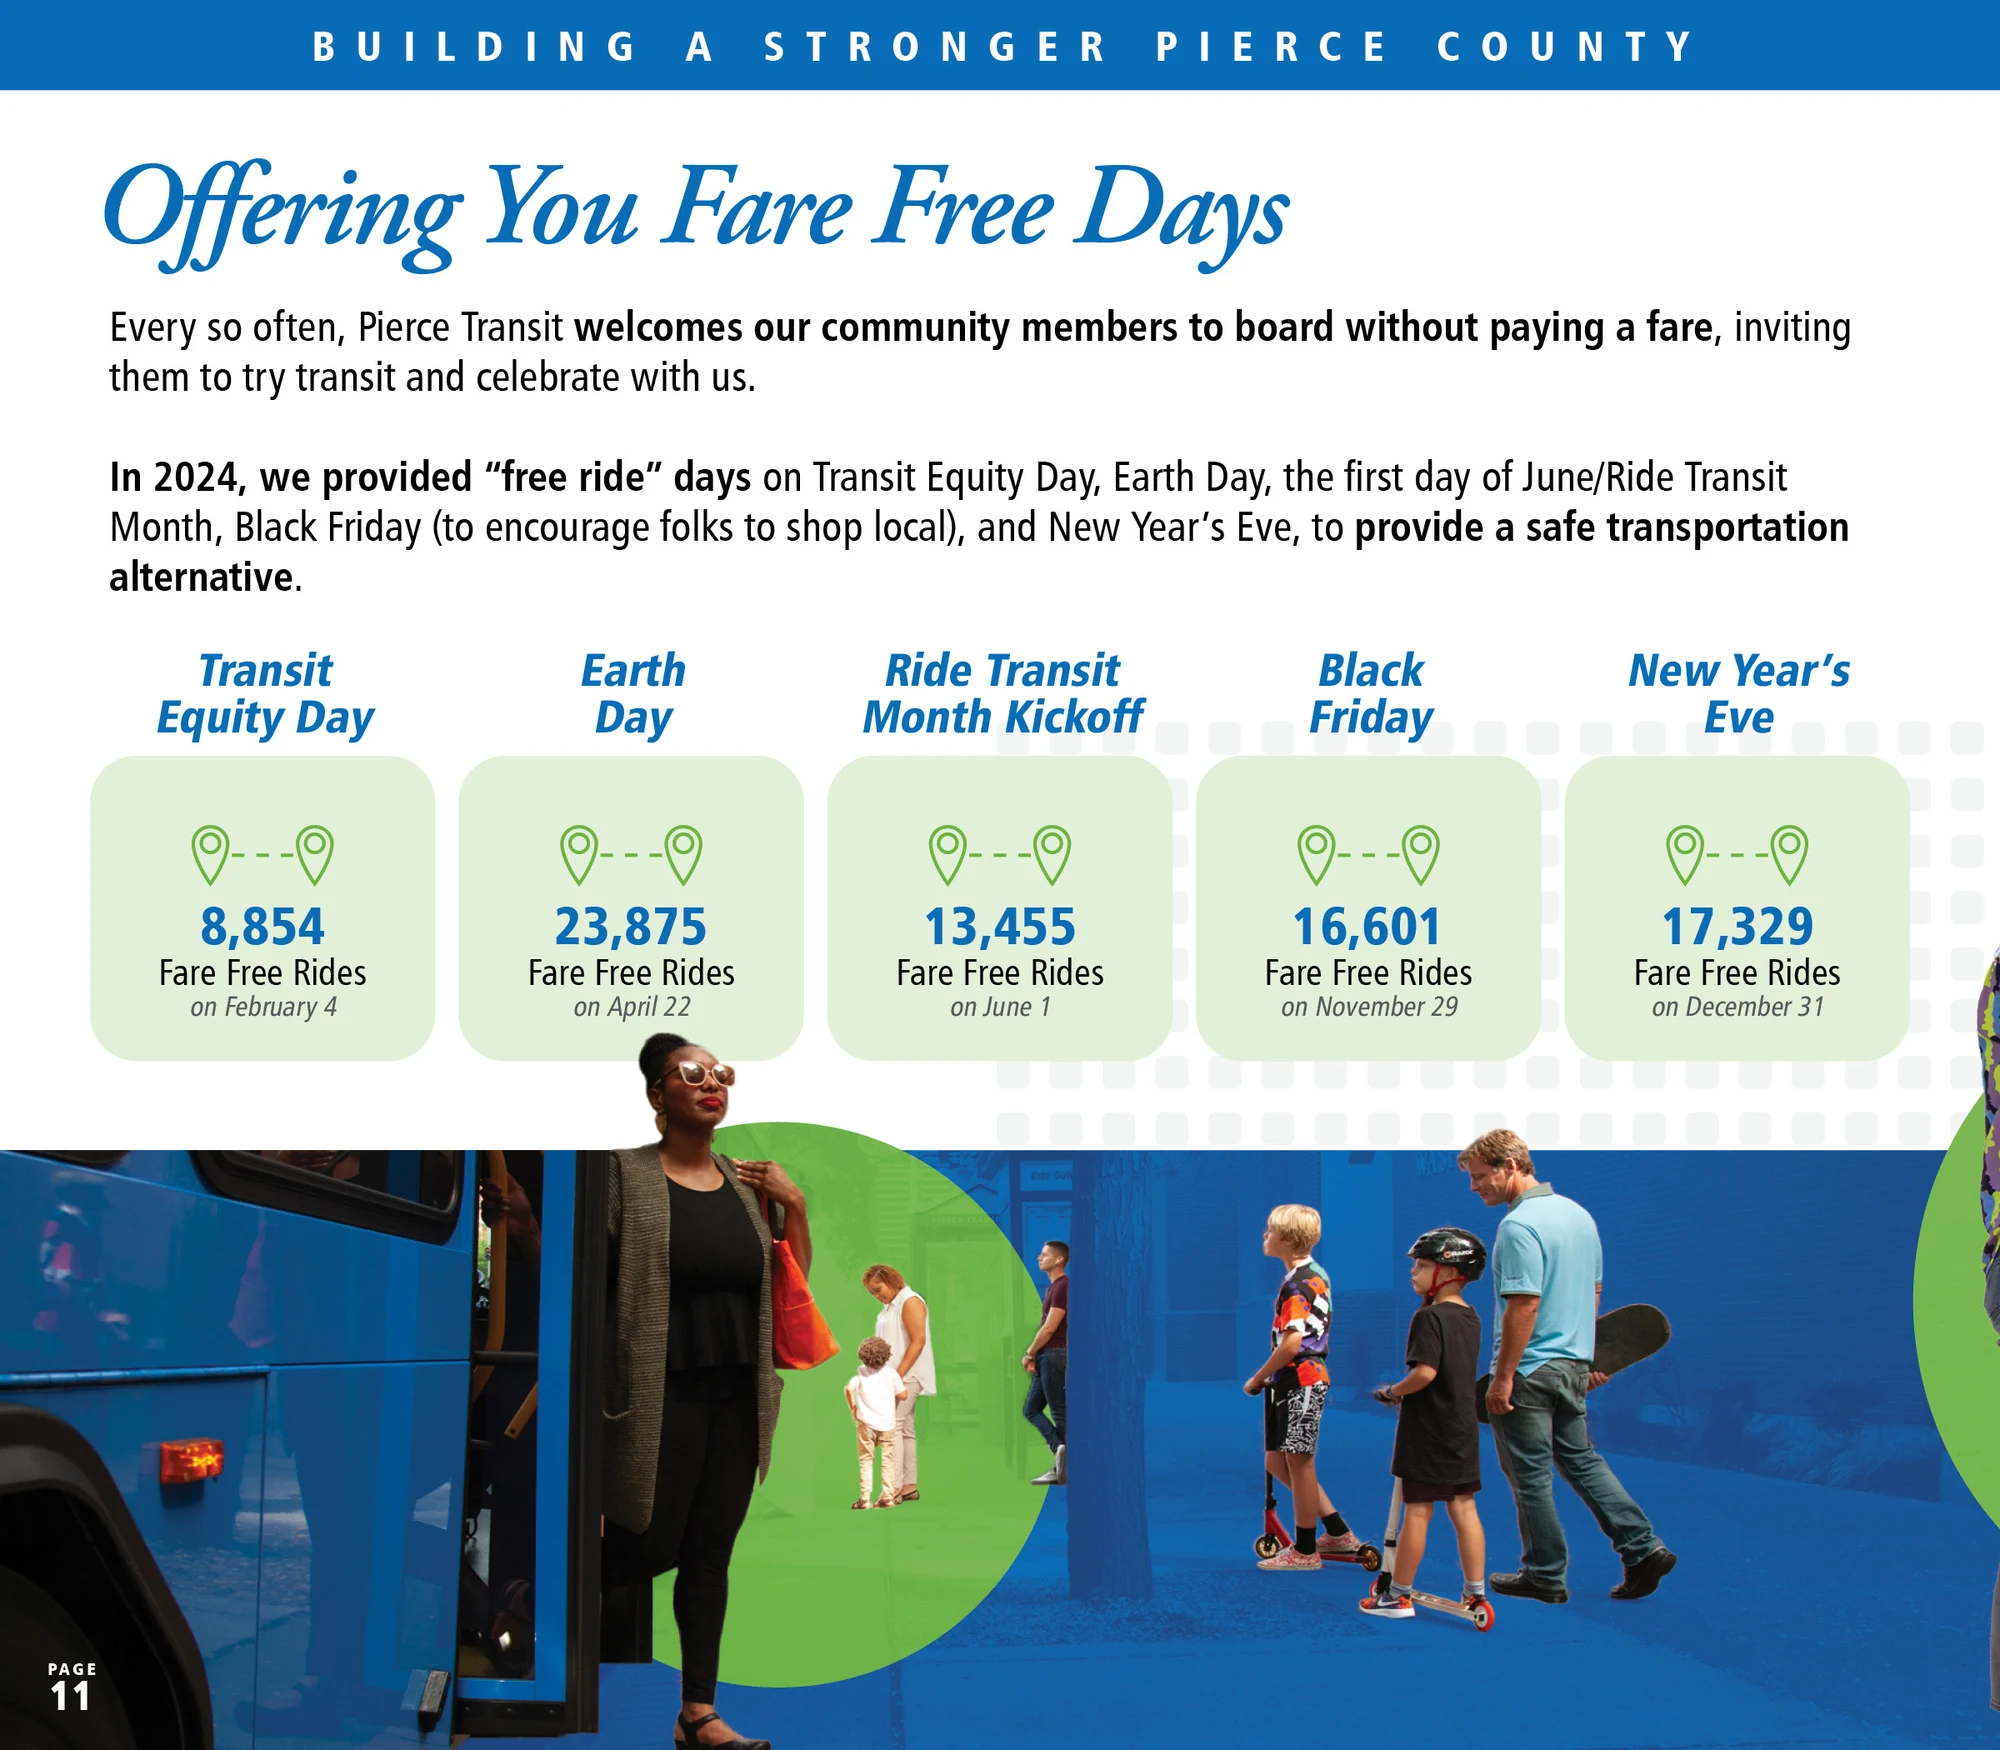 BUILDING A STRONGER PIERCE COUNTY
Offering You Fare Free Days
Every so often, Pierce Transit welcomes our community members to board without paying a fare, inviting
them to try transit and celebrate with us.
In 2024, we provided “free ride” days on Transit Equity Day, Earth Day, the first day of June/Ride Transit
Month, Black Friday (to encourage folks to shop local), and New Year’s Eve, to provide a safe transportation
alternative.
Transit
Equity Day
8,854
Fare Free Rides
on February 4
Earth
Day
23,875
Fare Free Rides
on April 22
Ride Transit
Month Kickoff
13,455
Fare Free Rides
on June 1
Black
Friday
16,601
Fare Free Rides
on November 29
New Year’s
Eve
17,329
Fare Free Rides
on December 31
Razor
PAGE
11